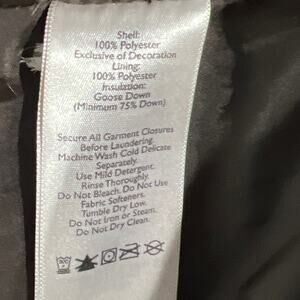 Shell:
100% Polyester
Exclusive of Decoration
Lining:
100% Polyester
Insulation:
Goose Down
(Minimum 75% Down)
Secure All Garment Closures
Before Laundering.
Machine Wash Cold Delicate
Separately.
Use Mild Detergent.
Rinse Thoroughly.
Do Not Bleach. Do Not Use
Fabric Softeners.
Tumble Dry Low.
Do Not Iron or Steam.
Do Not Dry Clean.